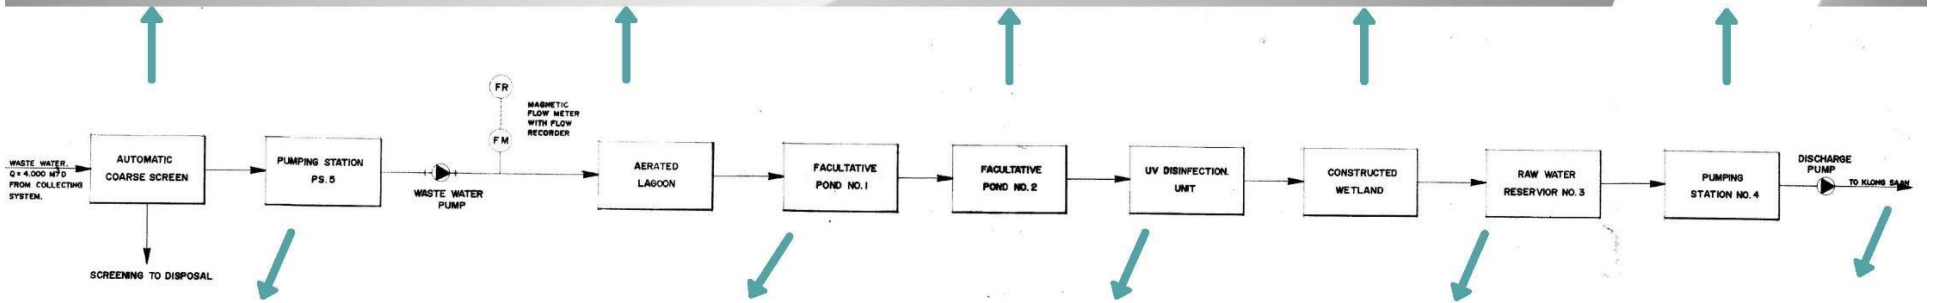 WASTE WATER.
Q = 4.000 M³/D
FROM COLLECTING
SYSTEM.
AUTOMATIC
COARSE SCREEN
SCREENING TO DISPOSAL
PUMPING STATION
PS.5
WASTE WATER
PUMP
FR
FM
MAGNETIC
FLOW METER
WITH FLOW
RECORDER
AERATED
LAGOON
FACULTATIVE
POND NO.1
FACULTATIVE
POND NO.2
UV DISINFECTION.
UNIT
CONSTRUCTED
WETLAND
RAW WATER
RESERVIOR NO.3
PUMPING
STATION NO.4
DISCHARGE
PUMP
TO KLONG